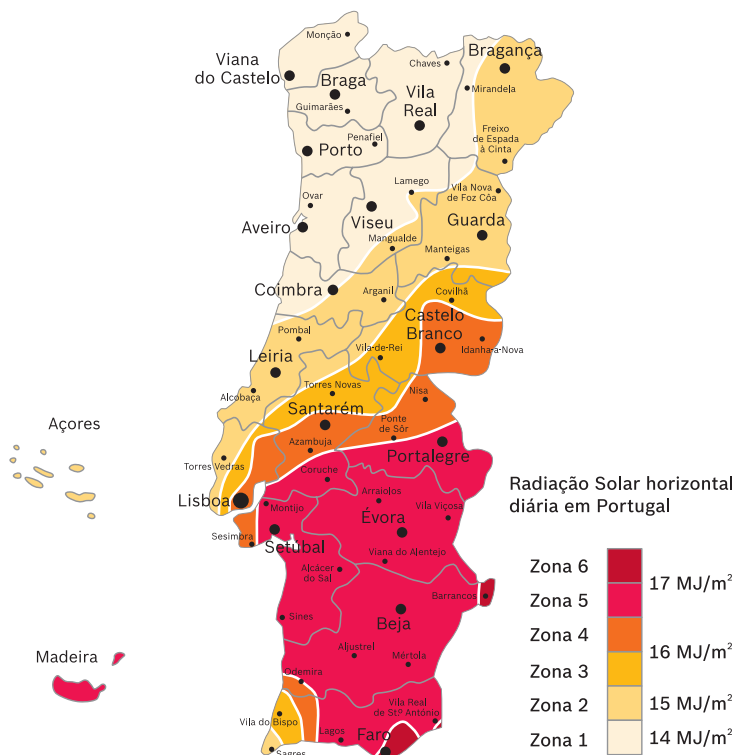 Monção
Viana
do Castelo
Braga
Guimarães
Chaves
Bragança
Mirandela
Vila
Real
Porto
Penafiel
Freixo
de Espada
à Cinta
Lamego
Vila Nova
de Foz Côa
Ovar
Aveiro
Viseu
Guarda
Mangualde
Manteigas
Coimbra
Arganil
Covilhã
Castelo
Branco
Idanha-a-Nova
Pombal
Leiria
Vila-de-Rei
Alcobaça
Torres Novas
Nisa
Santarém
Ponte
de Sôr
Azambuja
Portalegre
Açores
Torres Vedras
Coruche
Lisboa
Montijo
Arraiolos
Vila Viçosa
Évora
Sesimbra
Setúbal
Viana do Alentejo
Alcácer
do Sal
Barrancos
Sines
Beja
Aljustrel
Mértola
Madeira
Odemira
Vila do Bispo
Vila Real
de Stº António
Lagos
Faro
Sagres
Radiação Solar horizontal
diária em Portugal
Zona 6
17 MJ/m²
Zona 5
Zona 4
16 MJ/m²
Zona 3
Zona 2
15 MJ/m²
Zona 1
14 MJ/m²